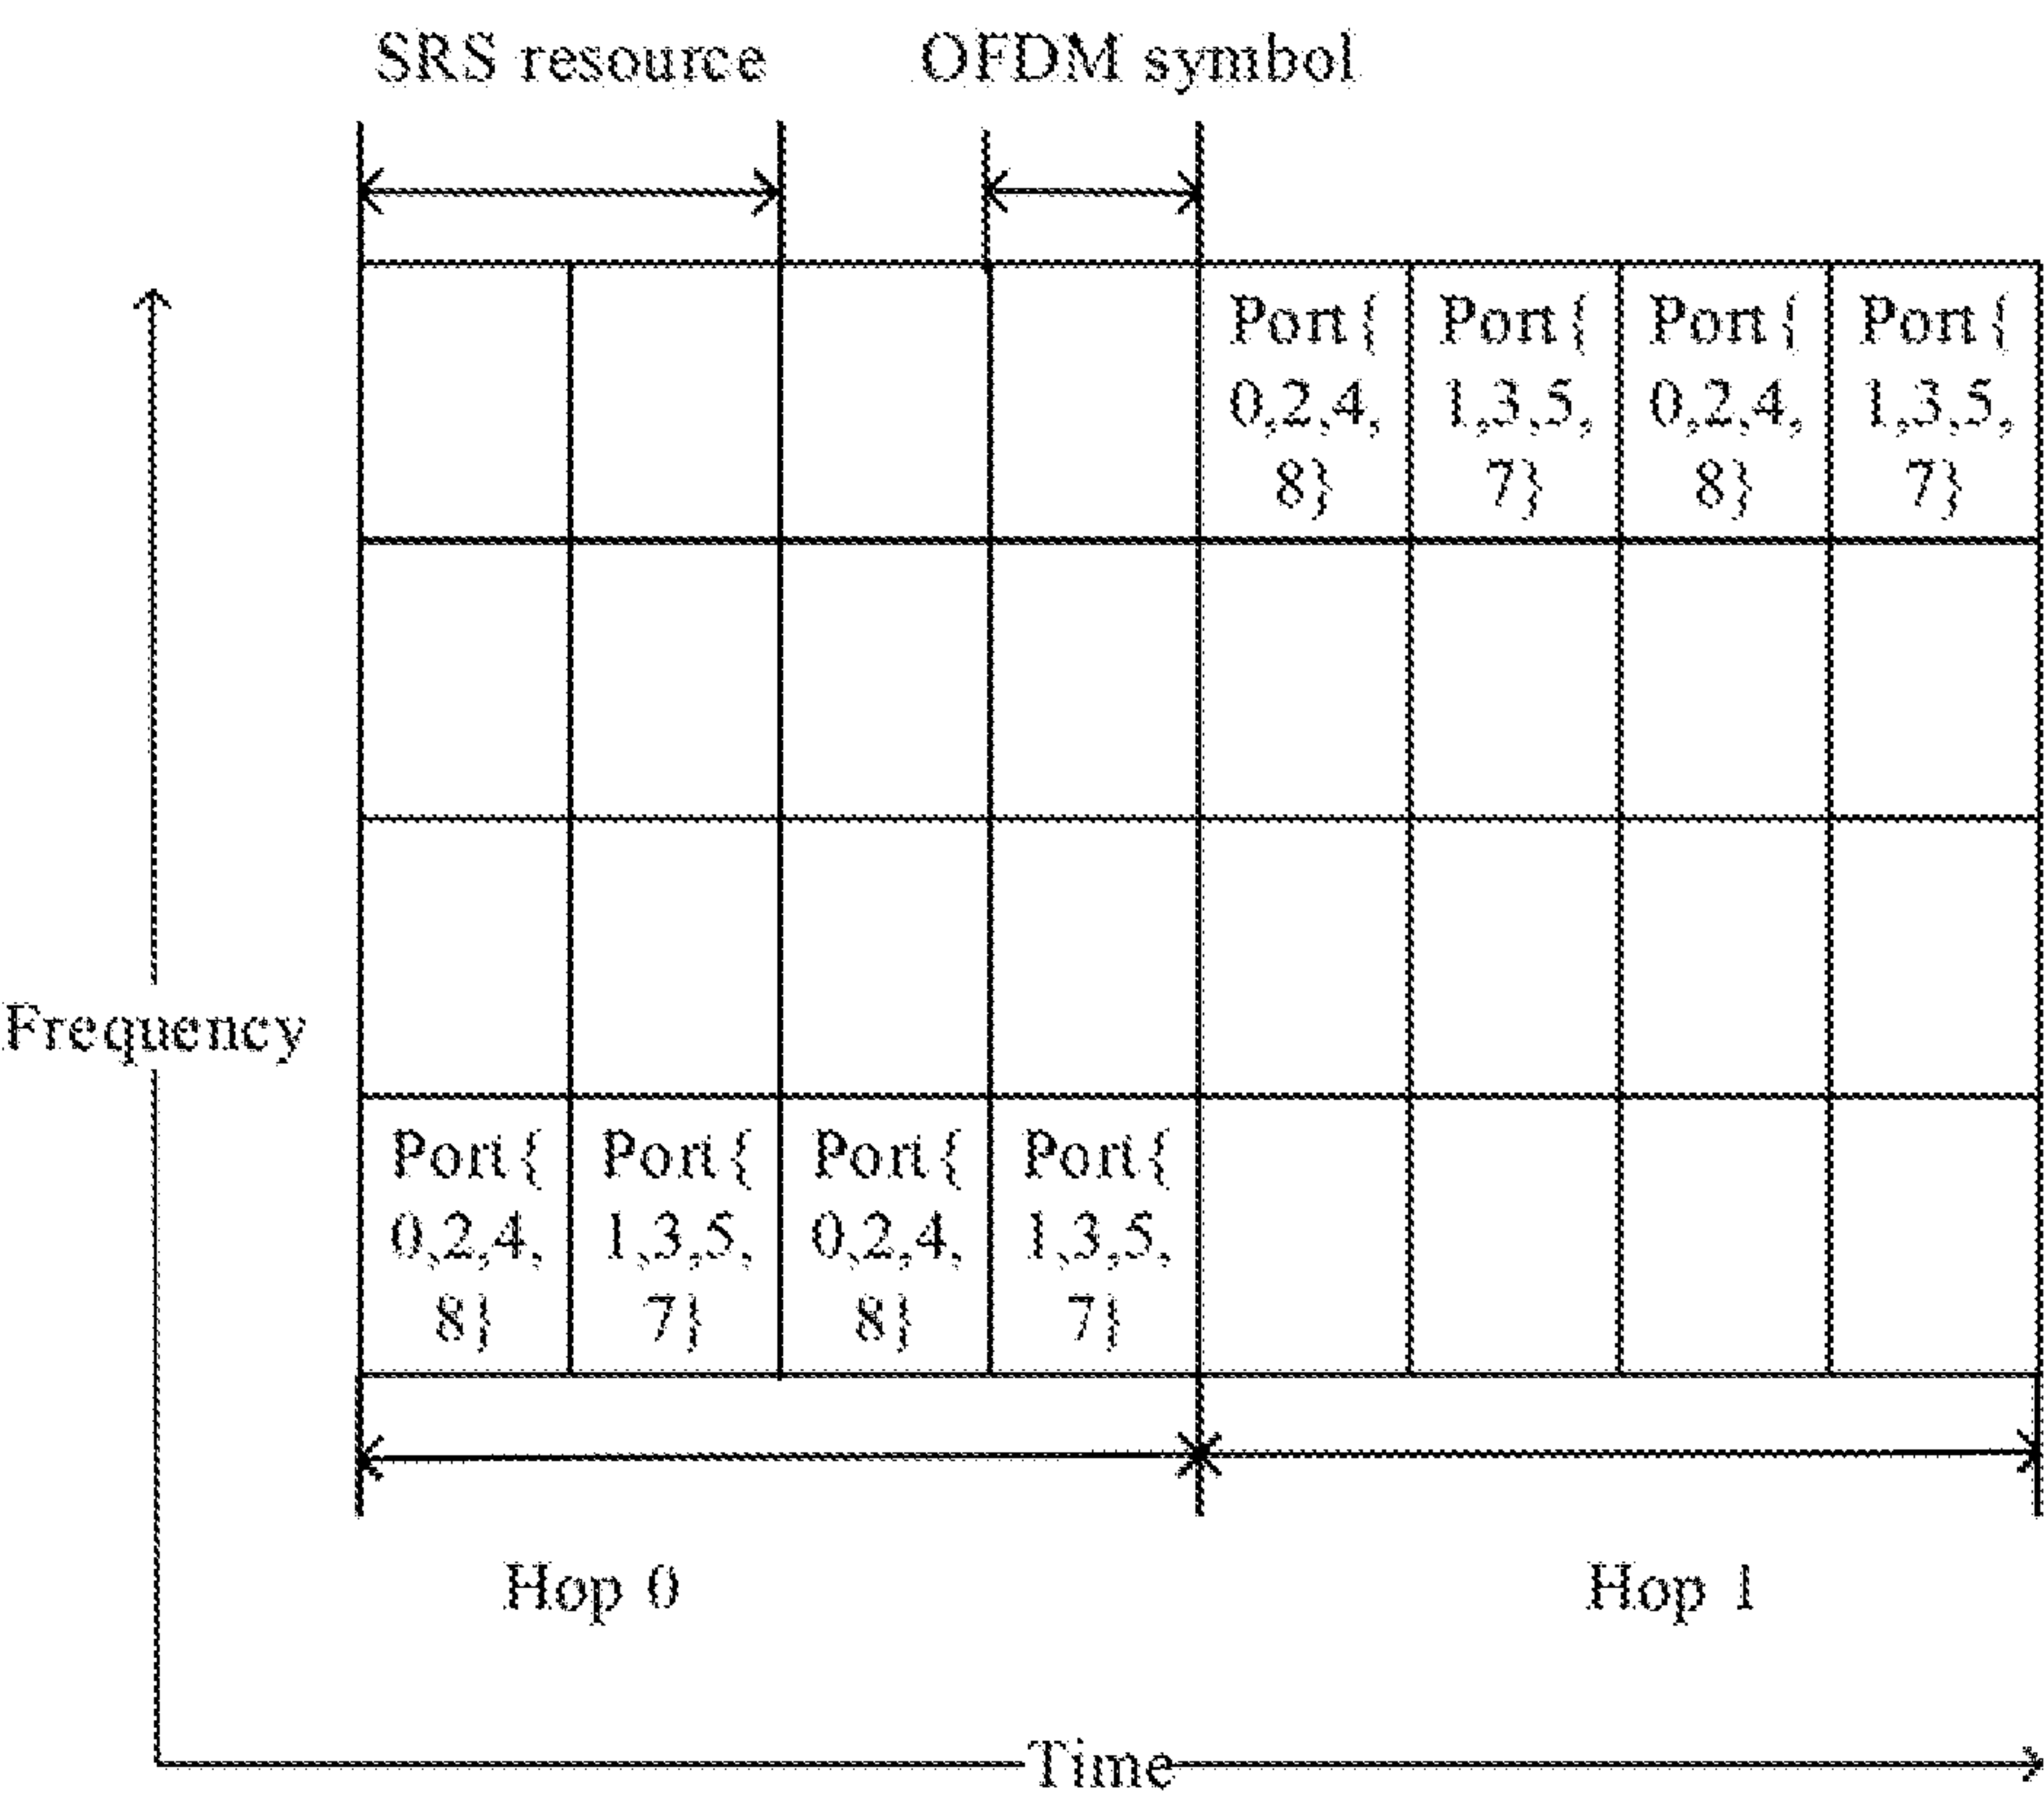 SRS resource OFDM symbol
Port{ Port{ Port{ Port{
0,2,4, 1,3,5, 0,2,4, 1,3,5,
8} 7} 8} 7}
Frequency
Port{ Port{ Port{ Port{
0,2,4, 1,3,5, 0,2,4, 1,3,5,
8} 7} 8} 7}
Hop 0 Hop 1
Time